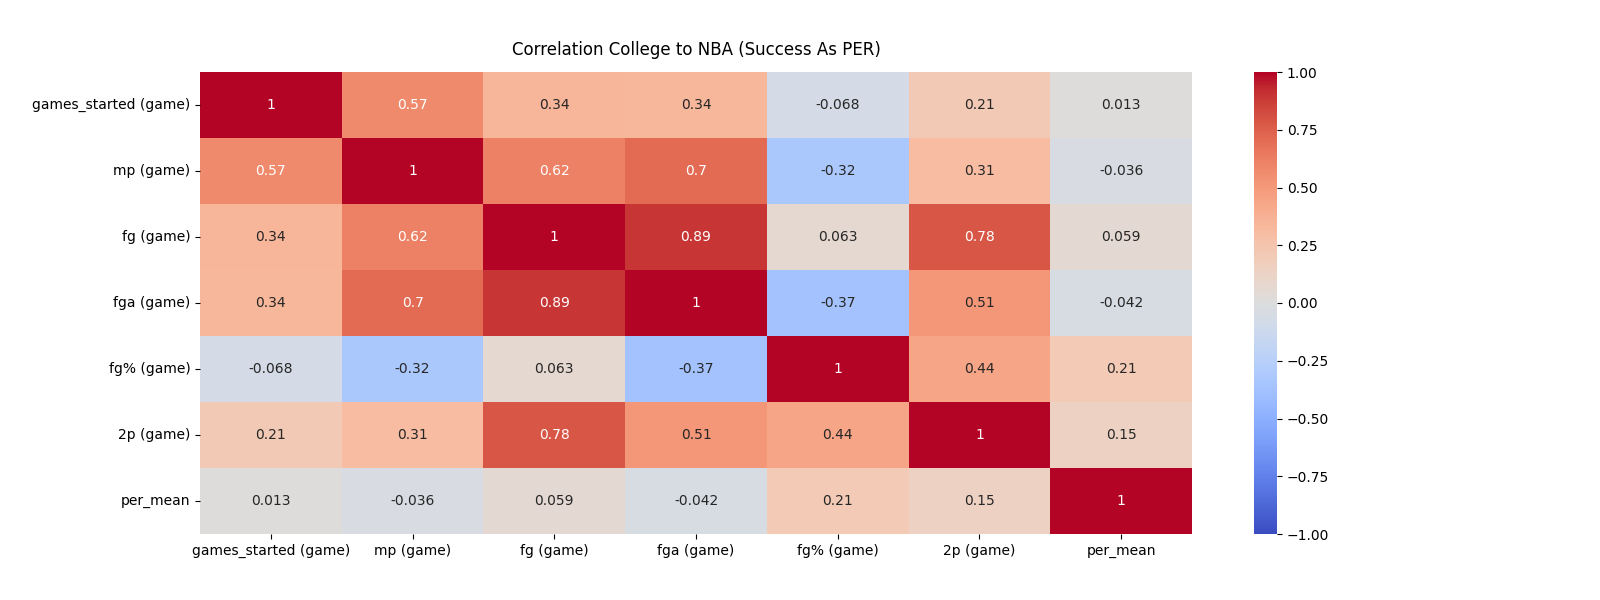 Correlation College to NBA (Success As PER)
games_started (game) 1 0.57 0.34 0.34 -0.068 0.21 0.013
mp (game) 0.57 1 0.62 0.7 -0.32 0.31 -0.036
fg (game) 0.34 0.62 1 0.89 0.063 0.78 0.059
fga (game) 0.34 0.7 0.89 1 -0.37 0.51 -0.042
fg% (game) -0.068 -0.32 0.063 -0.37 1 0.44 0.21
2p (game) 0.21 0.31 0.78 0.51 0.44 1 0.15
per_mean 0.013 -0.036 0.059 -0.042 0.21 0.15 1
games_started (game) mp (game) fg (game) fga (game) fg% (game) 2p (game) per_mean
1.00
0.75
0.50
0.25
0.00
−0.25
−0.50
−0.75
−1.00